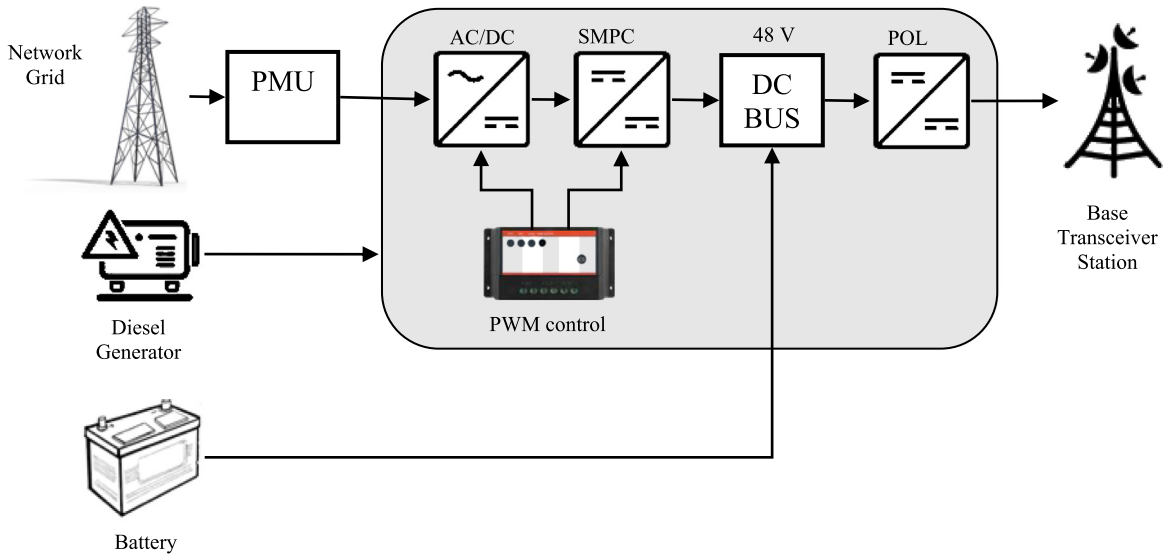 Network
Grid
PMU
AC/DC
SMPC
48 V
DC
BUS
POL
Base
Transceiver
Station
PWM control
Diesel
Generator
Battery